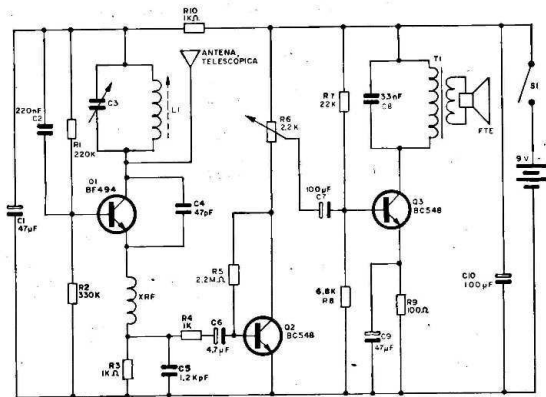 R10
1KΩ
ANTENA
TELESCÓPICA
220nF
C2
C3
L1
R1
220K
R6
2,2K
R7
22K
33nF
C8
T1
FTE
S1
9V
Q1
BF494
C4
47pF
100µF
C7
Q3
BC548
C1
47µF
R2
330K
XRF
R5
2,2MΩ
R4
1K
C6
4,7µF
Q2
BC548
6,8K
R8
R9
100Ω
C10
100µF
R3
1KΩ
C5
1,2KpF
C9
47µF